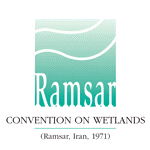 Ramsar
CONVENTION ON WETLANDS
(Ramsar, Iran, 1971)